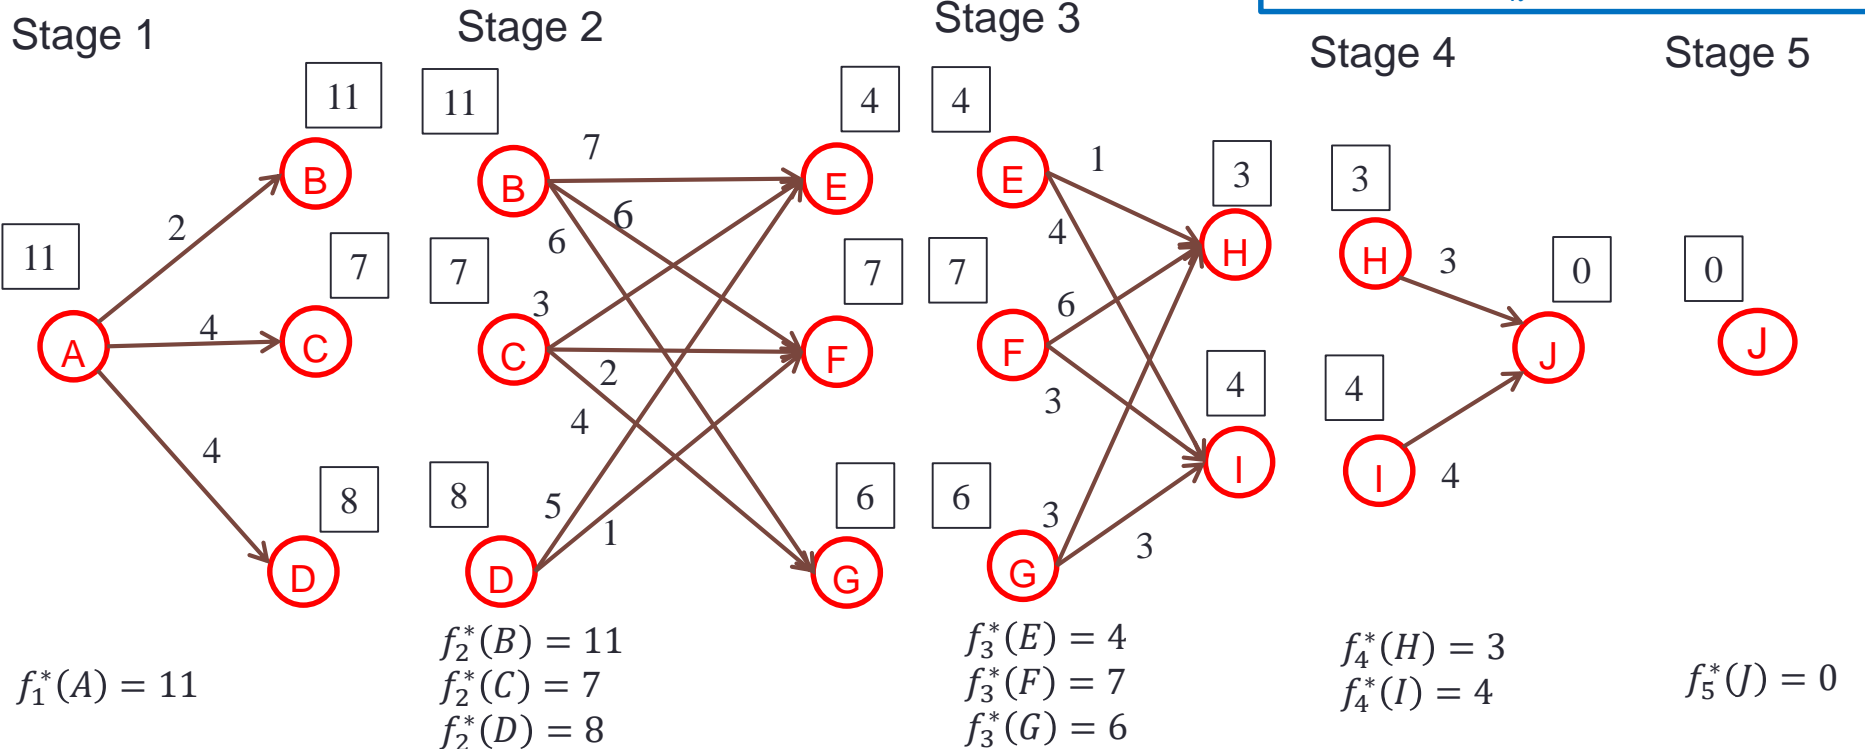 Stage 1
Stage 2
Stage 3
Stage 4
Stage 5
11
11
4
4
B
B
7
E
E
1
3
3
2
6
6
4
H
H
3
11
7
7
7
7
0
0
A
4
C
C
3
F
F
6
J
J
2
4
3
4
4
4
8
8
6
6
I
I
4
5
1
3
3
D
D
G
G
f₁*(A) = 11
f₂*(B) = 11
f₂*(C) = 7
f₂*(D) = 8
f₃*(E) = 4
f₃*(F) = 7
f₃*(G) = 6
f₄*(H) = 3
f₄*(I) = 4
f₅*(J) = 0